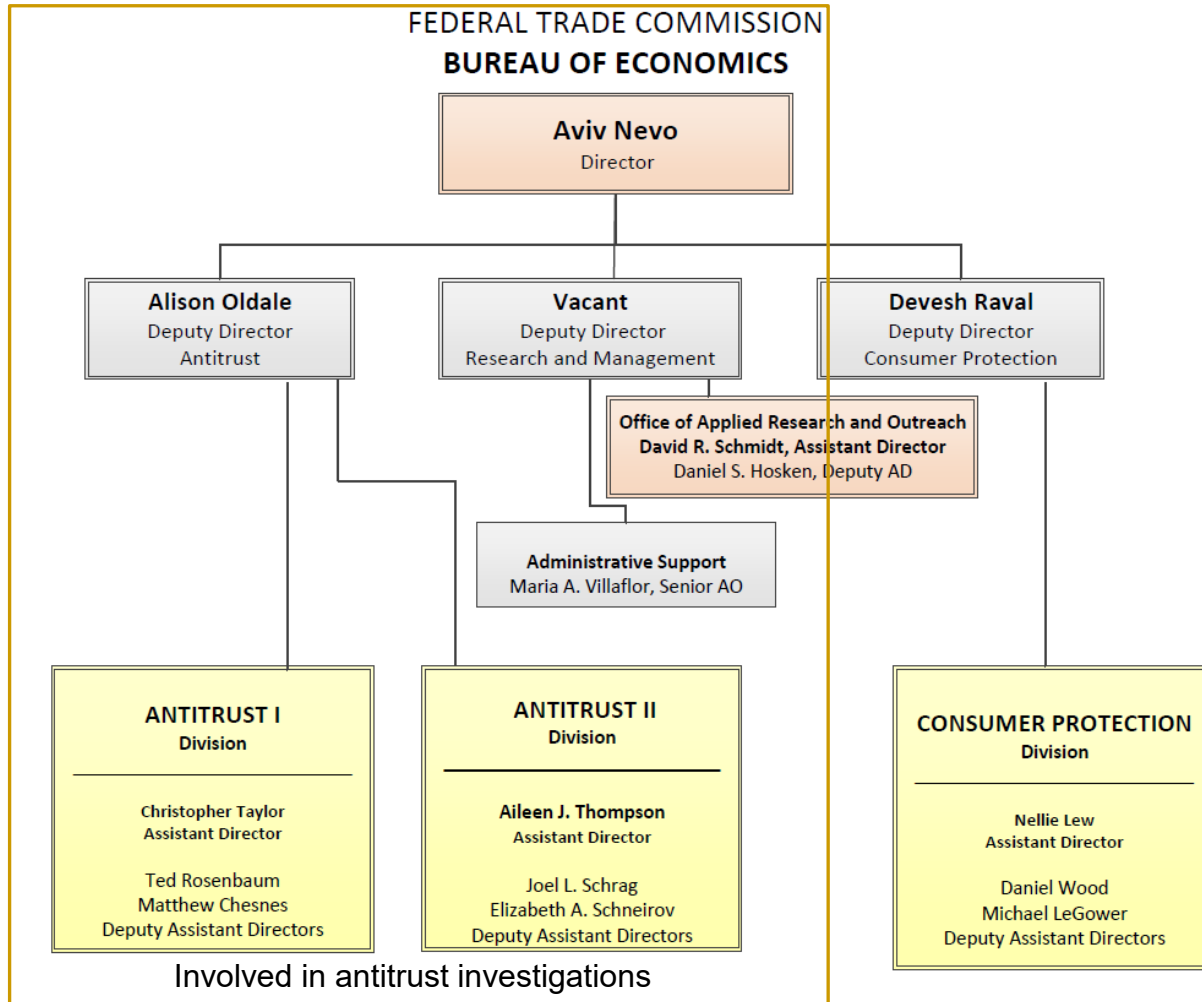 FEDERAL TRADE COMMISSION
BUREAU OF ECONOMICS
Aviv Nevo
Director
Alison Oldale
Deputy Director
Antitrust
Vacant
Deputy Director
Research and Management
Devesh Raval
Deputy Director
Consumer Protection
Office of Applied Research and Outreach
David R. Schmidt, Assistant Director
Daniel S. Hosken, Deputy AD
Administrative Support
Maria A. Villaflor, Senior AO
ANTITRUST I
Division
Christopher Taylor
Assistant Director
Ted Rosenbaum
Matthew Chesnes
Deputy Assistant Directors
ANTITRUST II
Division
Aileen J. Thompson
Assistant Director
Joel L. Schrag
Elizabeth A. Schneirov
Deputy Assistant Directors
CONSUMER PROTECTION
Division
Nellie Lew
Assistant Director
Daniel Wood
Michael LeGower
Deputy Assistant Directors
Involved in antitrust investigations